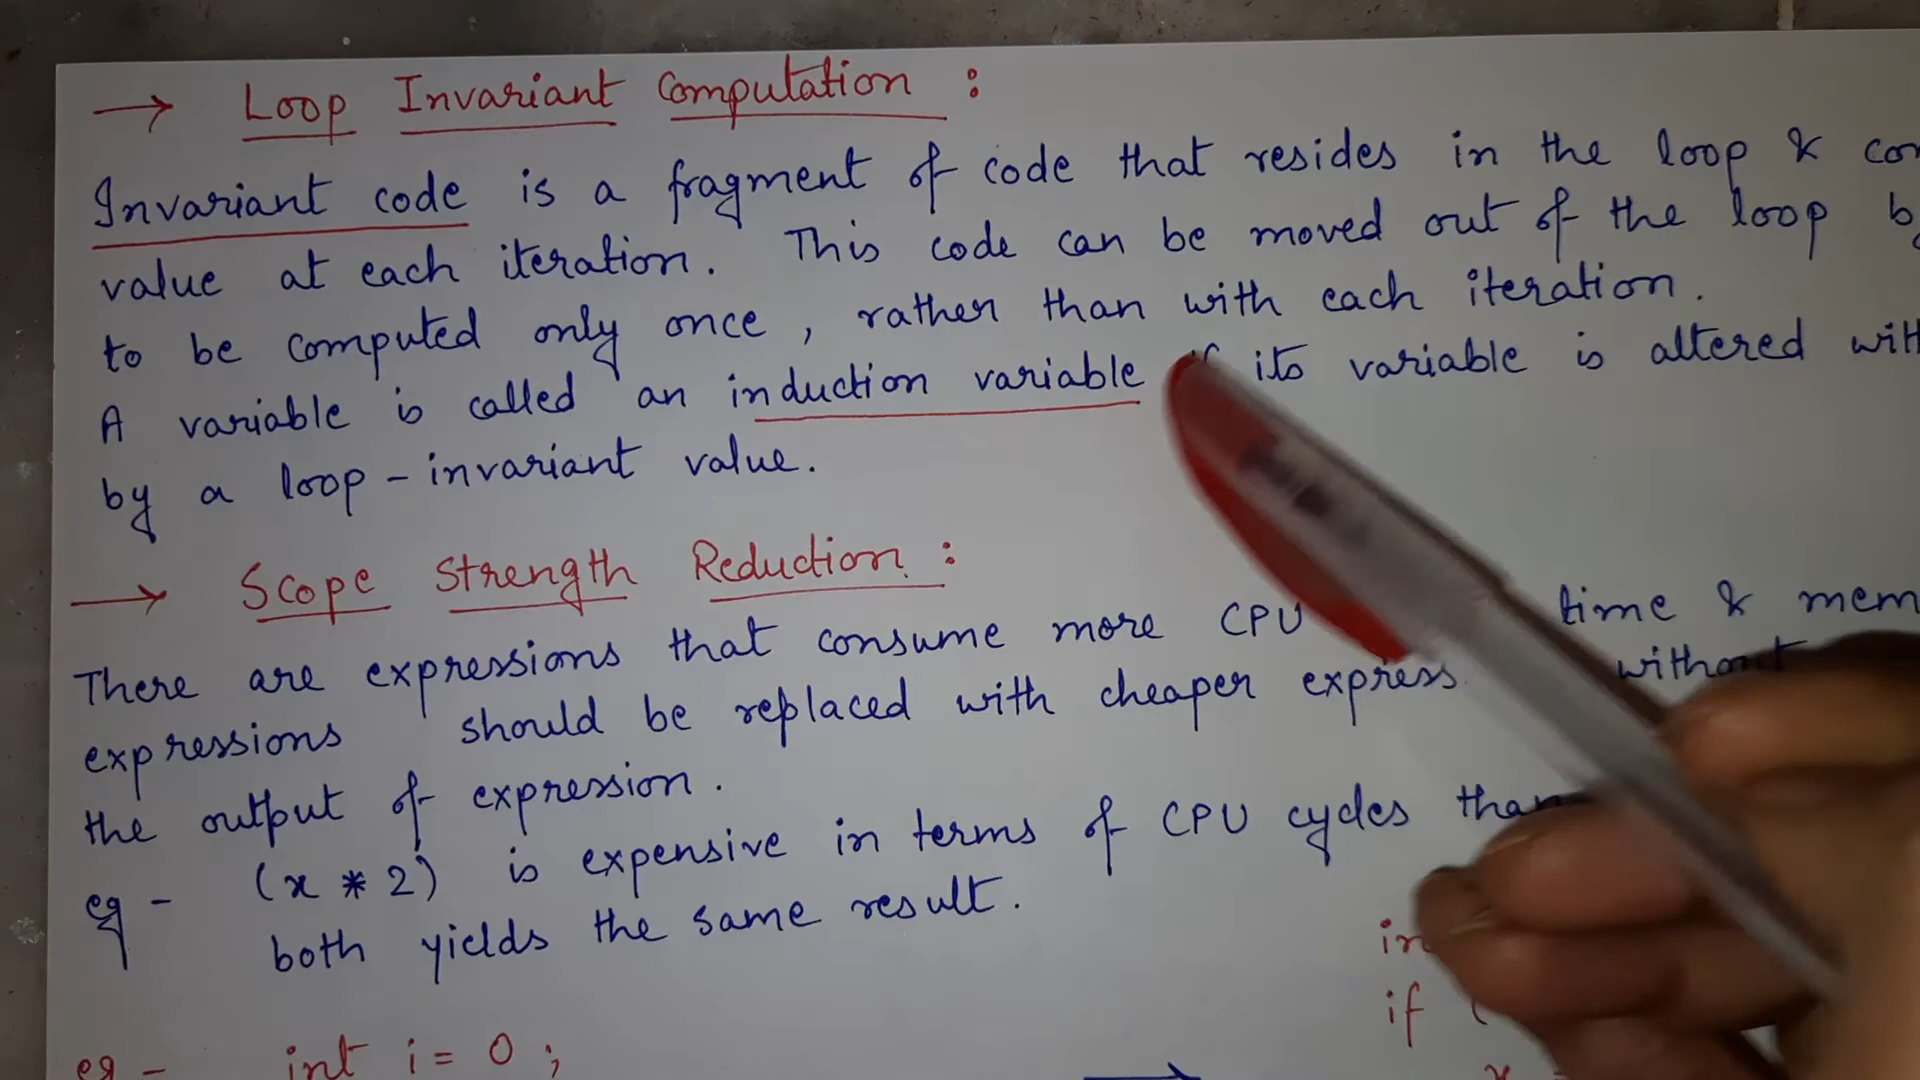 → Loop Invariant Computation :
Invariant code is a fragment of code that resides in the loop &
value at each iteration. This code can be moved out of the loop
to be computed only once, rather than with each iteration.
A variable is called an induction variable if its variable is altered
by a loop-invariant value.
→ Scope Strength Reduction :
There are expressions that consume more CPU time &
expressions should be replaced with cheaper without
the output of expression.
eg - (x * 2) is expensive in terms of CPU cycles
both yields the same result.
if (
eg - int i = 0 ;
→